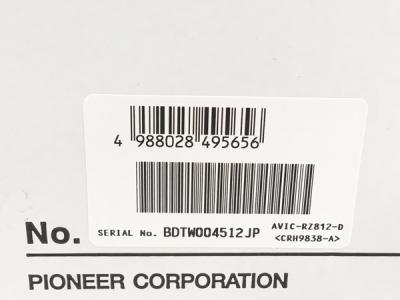 4 988028 495656
No.
SERIAL No. BDTW004512JP
AVIC-RZ812-D
<CRH9838-A>
PIONEER CORPORATION